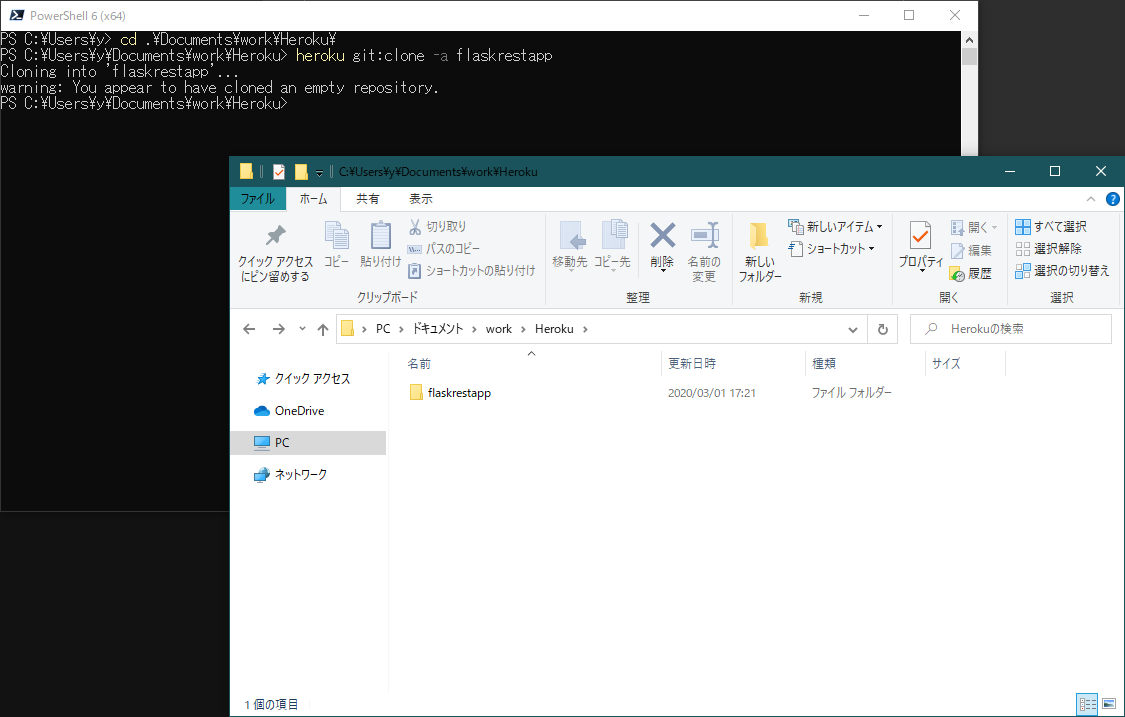 PowerShell 6 (x64)
PS C:¥Users¥y> cd .¥Documents¥work¥Heroku¥
PS C:¥Users¥y¥Documents¥work¥Heroku> heroku git:clone -a flaskrestapp
Cloning into 'flaskrestapp'...
warning: You appear to have cloned an empty repository.
PS C:¥Users¥y¥Documents¥work¥Heroku>
C:¥Users¥y¥Documents¥work¥Heroku
ファイル ホーム 共有 表示
クイック アクセス
にピン留めする
コピー
貼り付け
切り取り
パスのコピー
ショートカットの貼り付け
クリップボード
移動先
コピー先
削除
名前の
変更
整理
新しい
フォルダー
新しいアイテム
ショートカット
新規
プロパティ
開く
編集
履歴
開く
すべて選択
選択解除
選択の切り替え
選択
PC › ドキュメント › work › Heroku ›
Herokuの検索
名前 更新日時 種類 サイズ
flaskrestapp 2020/03/01 17:21 ファイル フォルダー
クイック アクセス
OneDrive
PC
ネットワーク
1 個の項目